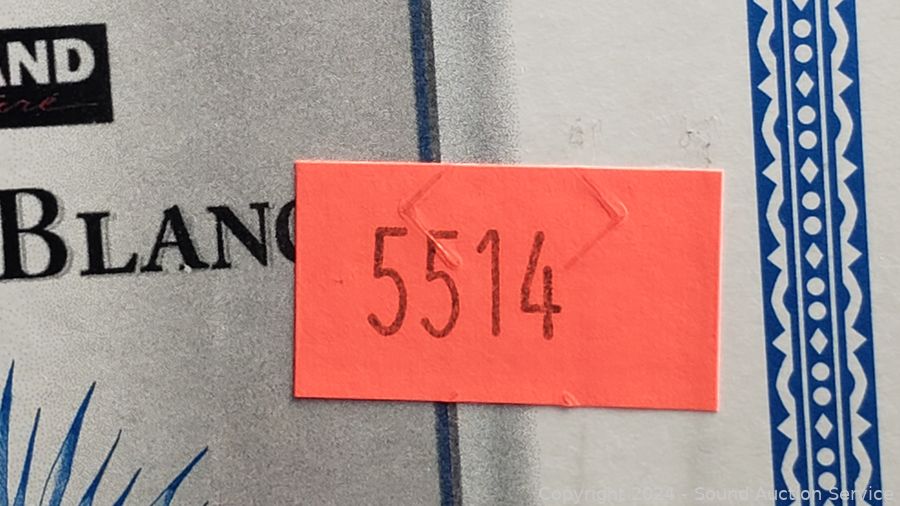 AND
BLANC
5514
Copyright 2024 - Sound Auction Service